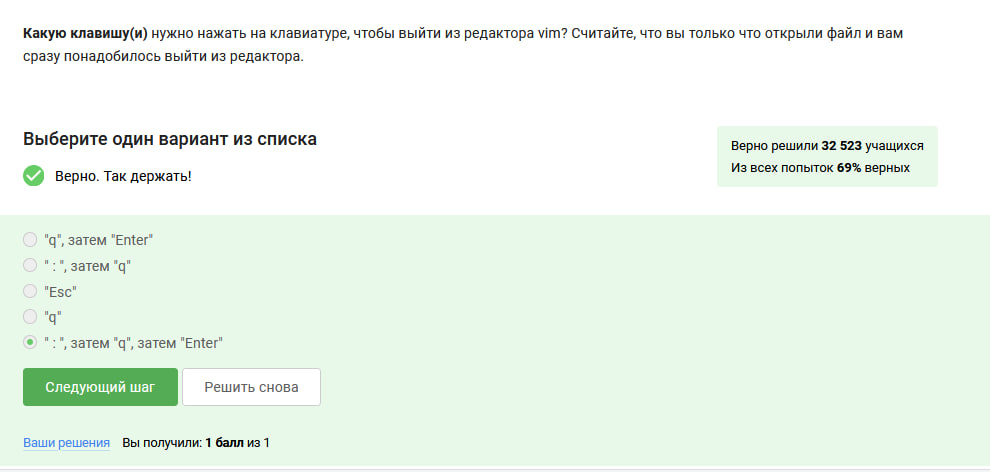 Какую клавишу(и) нужно нажать на клавиатуре, чтобы выйти из редактора vim? Считайте, что вы только что открыли файл и вам
сразу понадобилось выйти из редактора.
Выберите один вариант из списка
Верно. Так держать!
Верно решили 32 523 учащихся
Из всех попыток 69% верных
"q", затем "Enter"
" : ", затем "q"
"Esc"
"q"
" : ", затем "q", затем "Enter"
Следующий шаг
Решить снова
Ваши решения Вы получили: 1 балл из 1